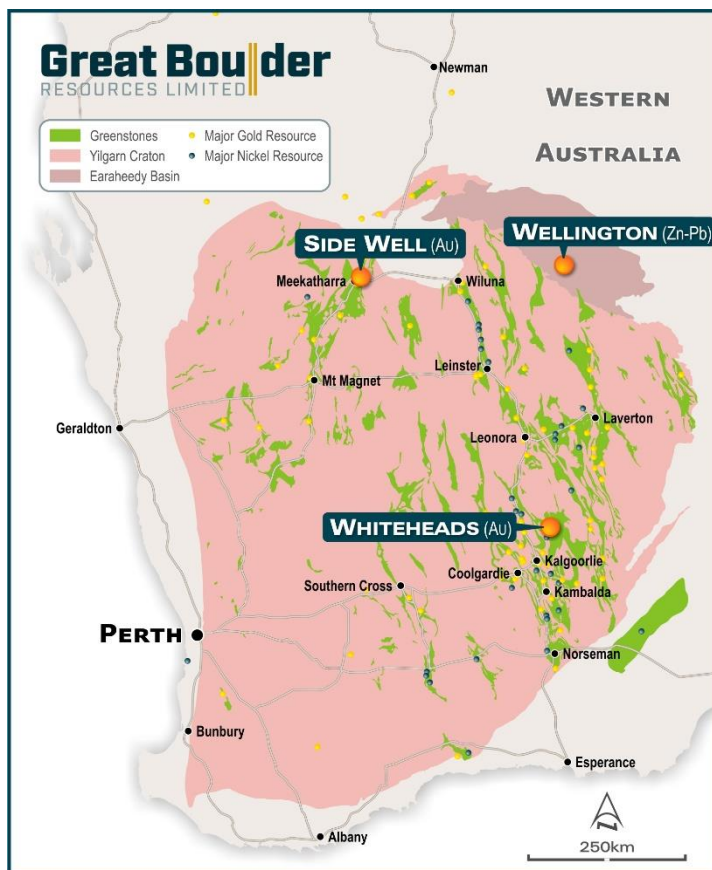 Great Boulder
RESOURCES LIMITED
Newman
WESTERN
AUSTRALIA
Greenstones
Major Gold Resource
Yilgarn Craton
Major Nickel Resource
Earaheedy Basin
SIDE WELL (Au)
WELLINGTON (Zn-Pb)
Meekatharra
Wiluna
Leinster
Mt Magnet
Geraldton
Laverton
Leonora
WHITEHEADS (Au)
Kalgoorlie
Coolgardie
Southern Cross
Kambalda
PERTH
Norseman
Bunbury
Esperance
Albany
N
250km